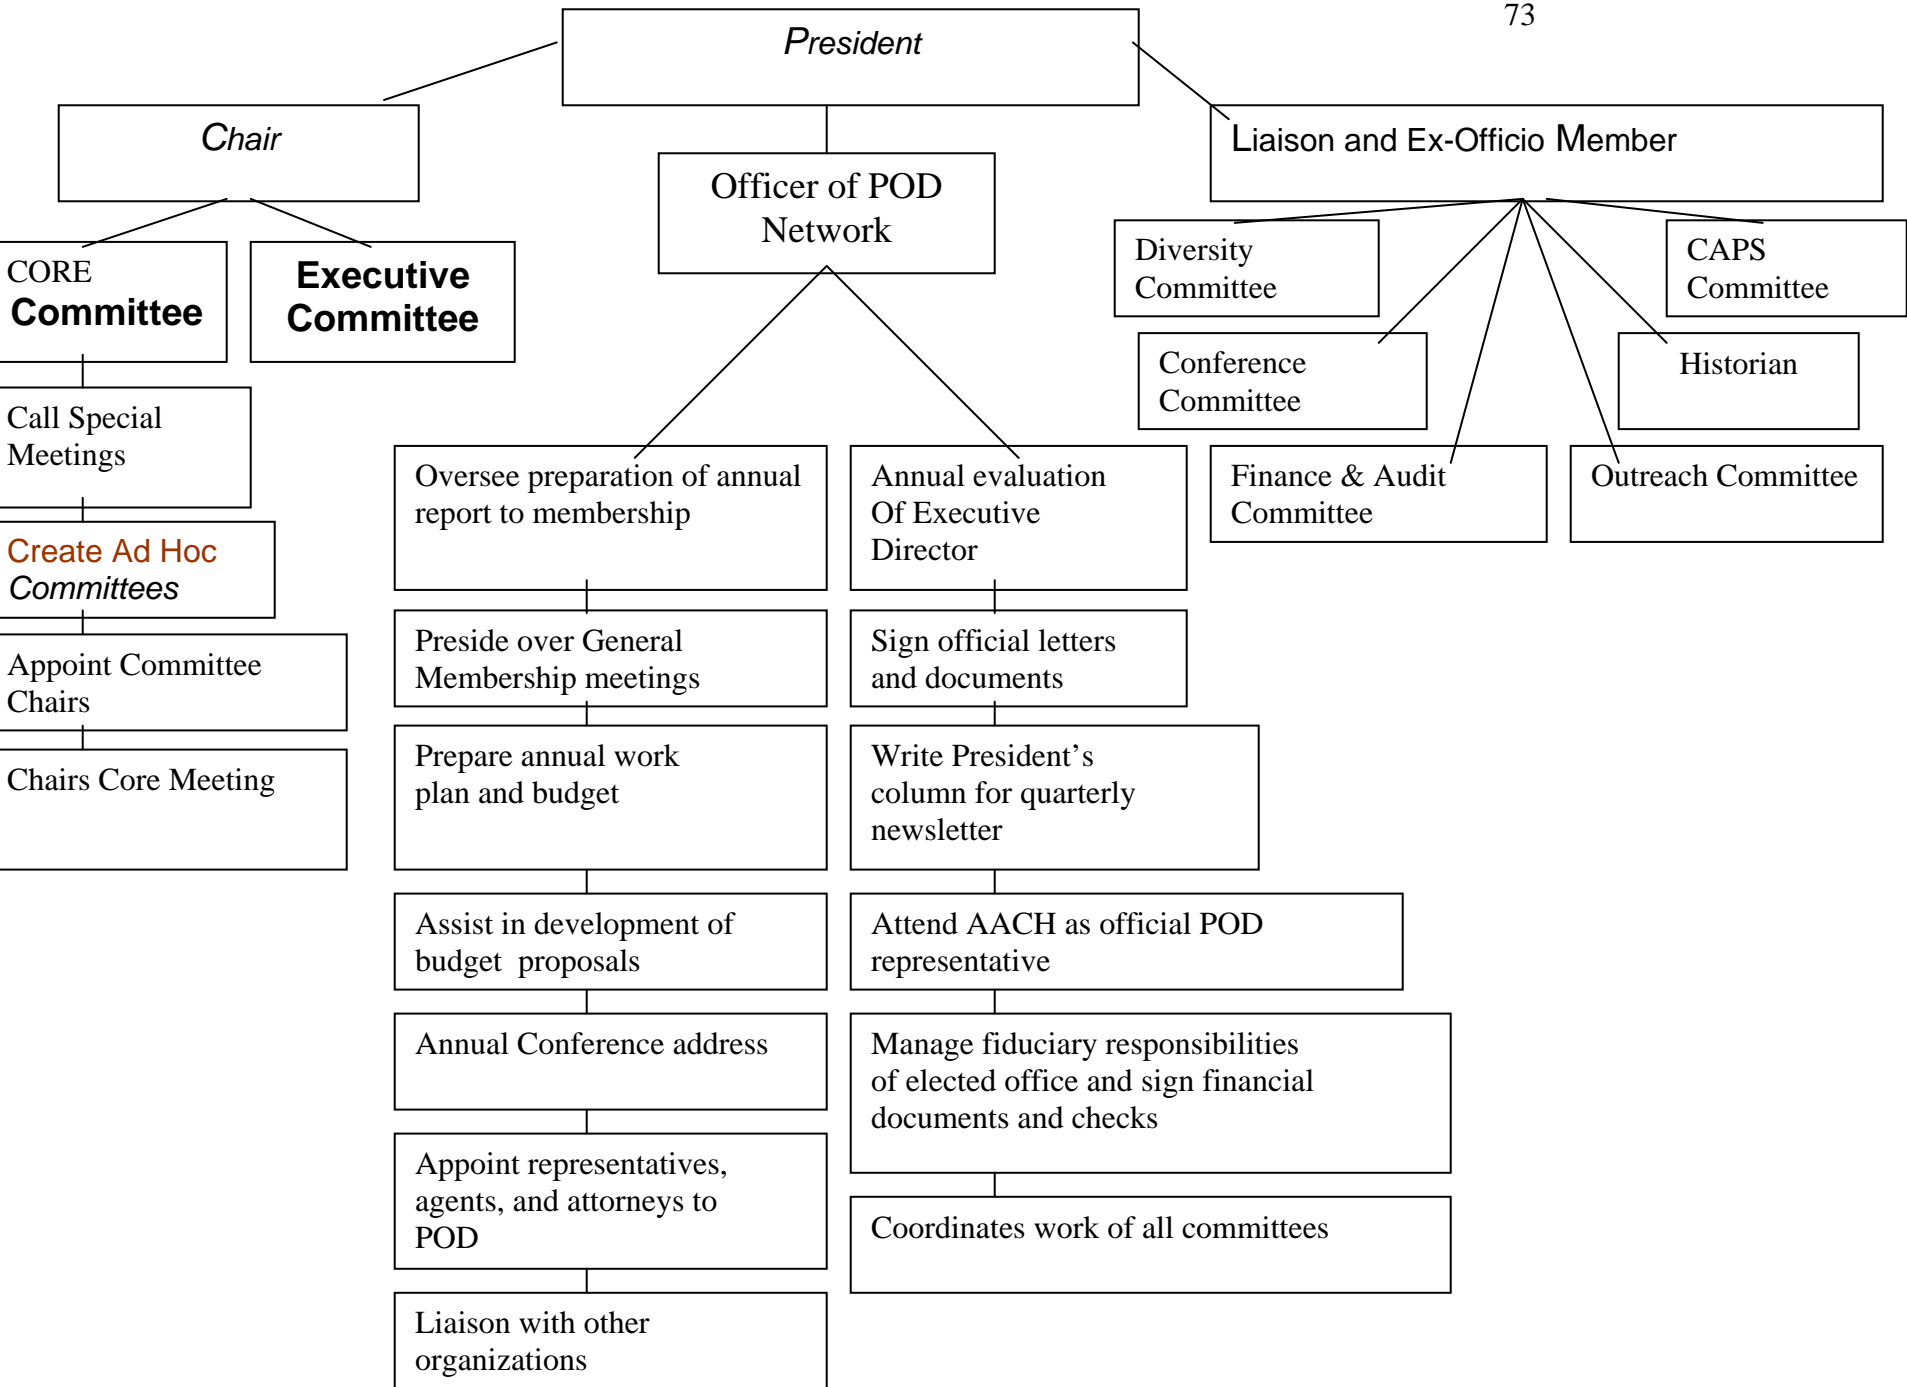 73
President
Chair
Officer of POD
Network
Liaison and Ex-Officio Member
CORE
Committee
Executive
Committee
Call Special
Meetings
Create Ad Hoc
Committees
Appoint Committee
Chairs
Chairs Core Meeting
Oversee preparation of annual
report to membership
Preside over General
Membership meetings
Prepare annual work
plan and budget
Assist in development of
budget  proposals
Annual Conference address
Appoint representatives,
agents, and attorneys to
POD
Liaison with other
organizations
Annual evaluation
Of Executive
Director
Sign official letters
and documents
Write President’s
column for quarterly
newsletter
Attend AACH as official POD
representative
Manage fiduciary responsibilities
of elected office and sign financial
documents and checks
Coordinates work of all committees
Diversity
Committee
CAPS
Committee
Conference
Committee
Historian
Finance & Audit
Committee
Outreach Committee